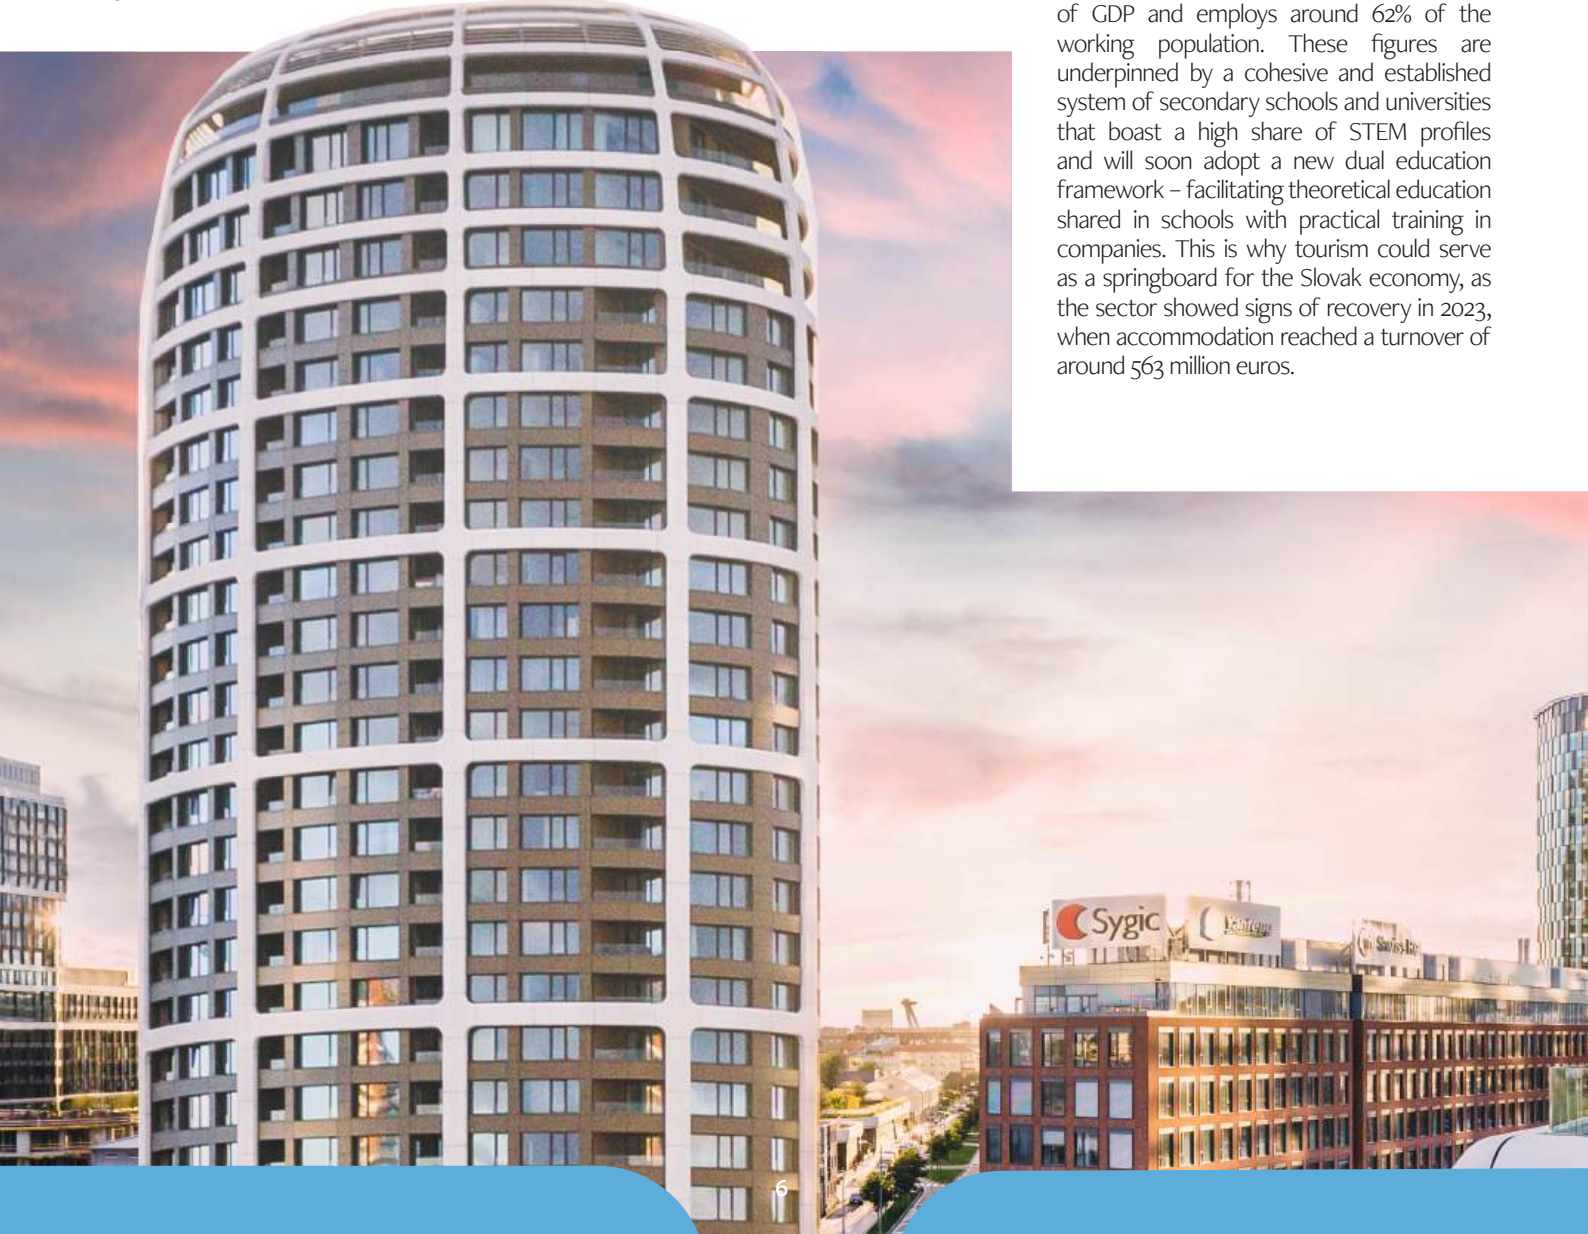 of GDP and employs around 62% of the
working population. These figures are
underpinned by a cohesive and established
system of secondary schools and universities
that boast a high share of STEM profiles
and will soon adopt a new dual education
framework – facilitating theoretical education
shared in schools with practical training in
companies. This is why tourism could serve
as a springboard for the Slovak economy, as
the sector showed signs of recovery in 2023,
when accommodation reached a turnover of
around 563 million euros.
Sygic
Swiss Re
6